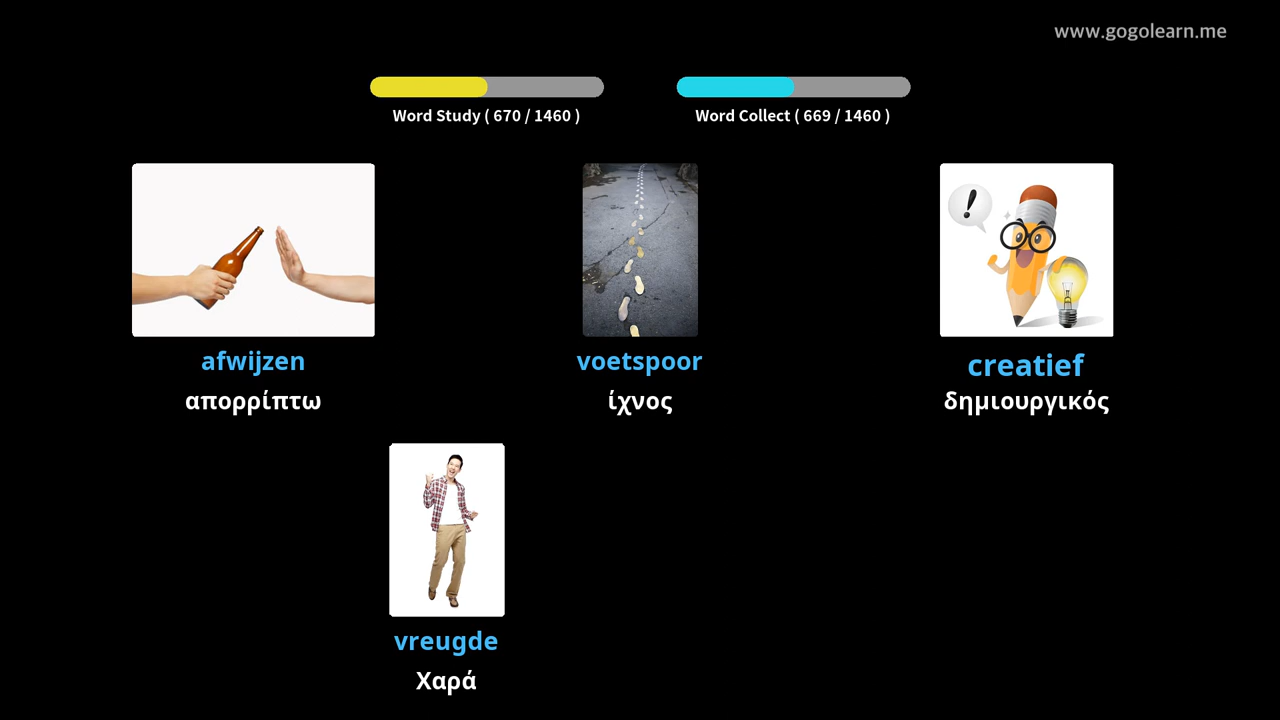 www.gogolearn.me
Word Study ( 670 / 1460 )
Word Collect ( 669 / 1460 )
afwijzen
απορρίπτω
voetspoor
ίχνος
!
creatief
δημιουργικός
vreugde
Χαρά